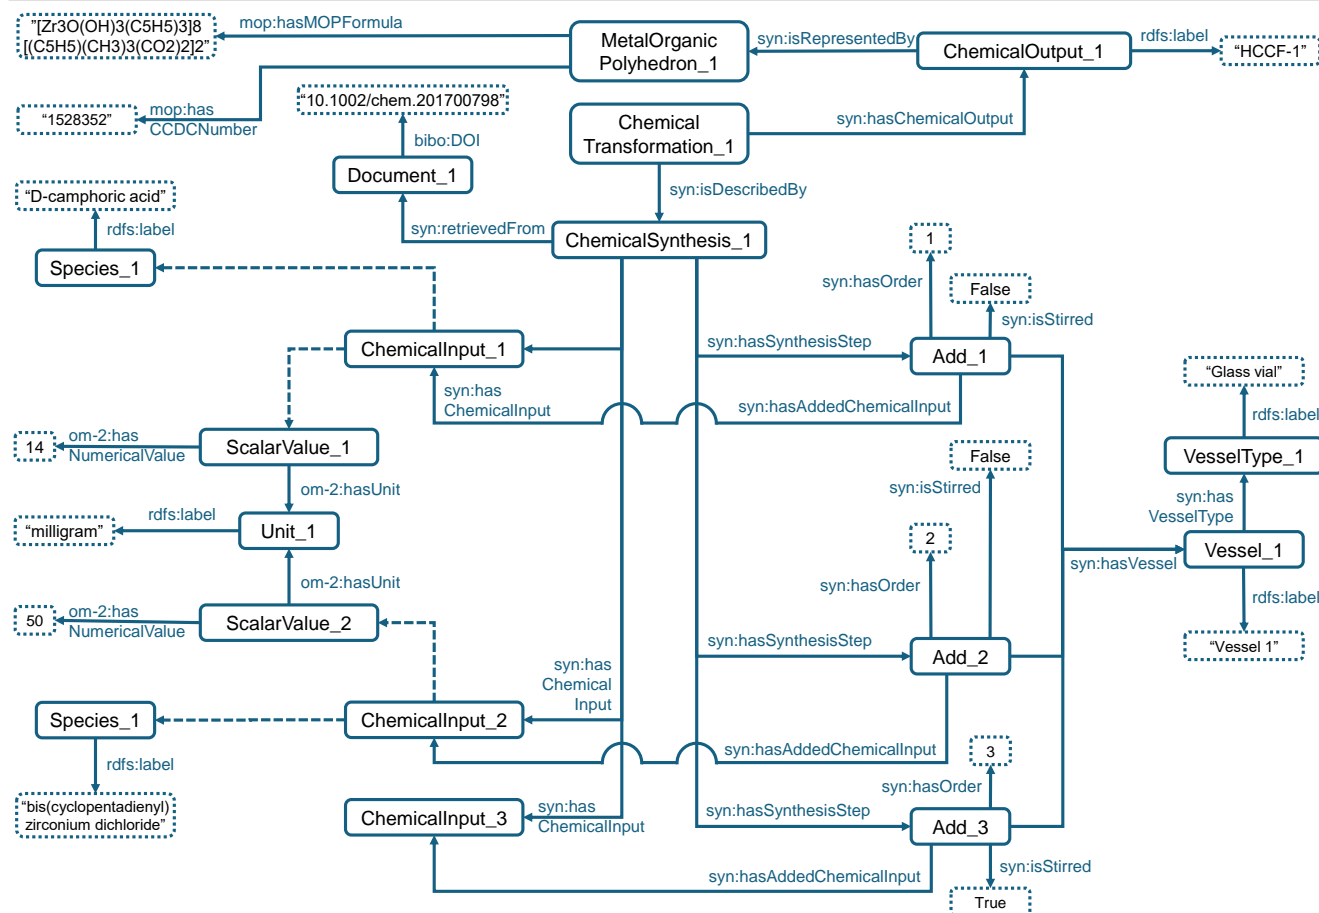 "[Zr3O(OH)3(C5H5)3]8
[(C5H5)(CH3)3(CO2)2]2"
mop:hasMOPFormula
MetalOrganic
Polyhedron_1
syn:isRepresentedBy
ChemicalOutput_1
rdfs:label
"HCCF-1"
"1528352"
mop:has
CCDCNumber
"10.1002/chem.201700798"
bibo:DOI
Document_1
Chemical
Transformation_1
syn:hasChemicalOutput
syn:isDescribedBy
syn:retrievedFrom
ChemicalSynthesis_1
"D-camphoric acid"
rdfs:label
Species_1
1
syn:hasOrder
False
syn:isStirred
ChemicalInput_1
syn:hasSynthesisStep
Add_1
syn:has
ChemicalInput
syn:hasAddedChemicalInput
"Glass vial"
rdfs:label
VesselType_1
syn:has
VesselType
Vessel_1
syn:hasVessel
rdfs:label
"Vessel 1"
14
om-2:has
NumericalValue
ScalarValue_1
om-2:hasUnit
"milligram"
rdfs:label
Unit_1
om-2:hasUnit
50
om-2:has
NumericalValue
ScalarValue_2
False
syn:isStirred
2
syn:hasOrder
syn:hasSynthesisStep
Add_2
syn:has
Chemical
Input
Species_1
ChemicalInput_2
rdfs:label
"bis(cyclopentadienyl)
zirconium dichloride"
syn:hasAddedChemicalInput
3
syn:hasOrder
syn:hasSynthesisStep
Add_3
ChemicalInput_3
syn:has
ChemicalInput
syn:hasAddedChemicalInput
syn:isStirred
True